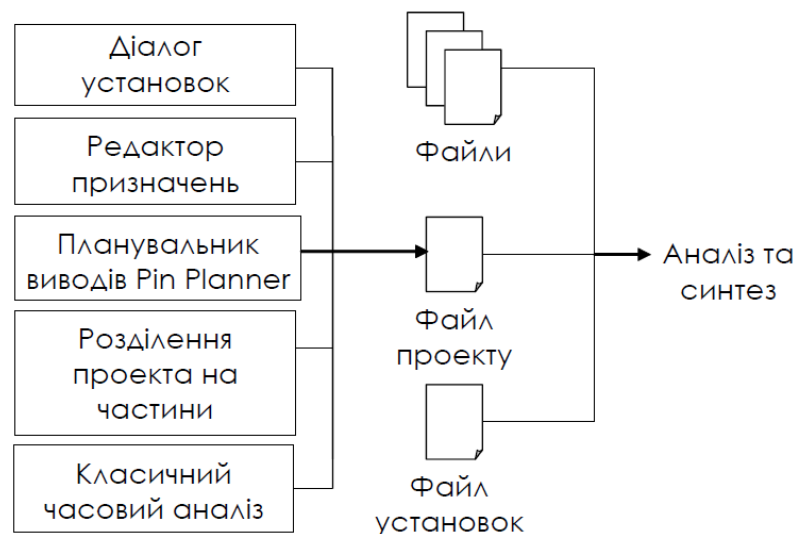 Діалог
установок
Редактор
призначень
Планувальник
виводів Pin Planner
Розділення
проекта на
частини
Класичний
часовий аналіз
Файли
Файл
проекту
Файл
установок
Аналіз та
синтез